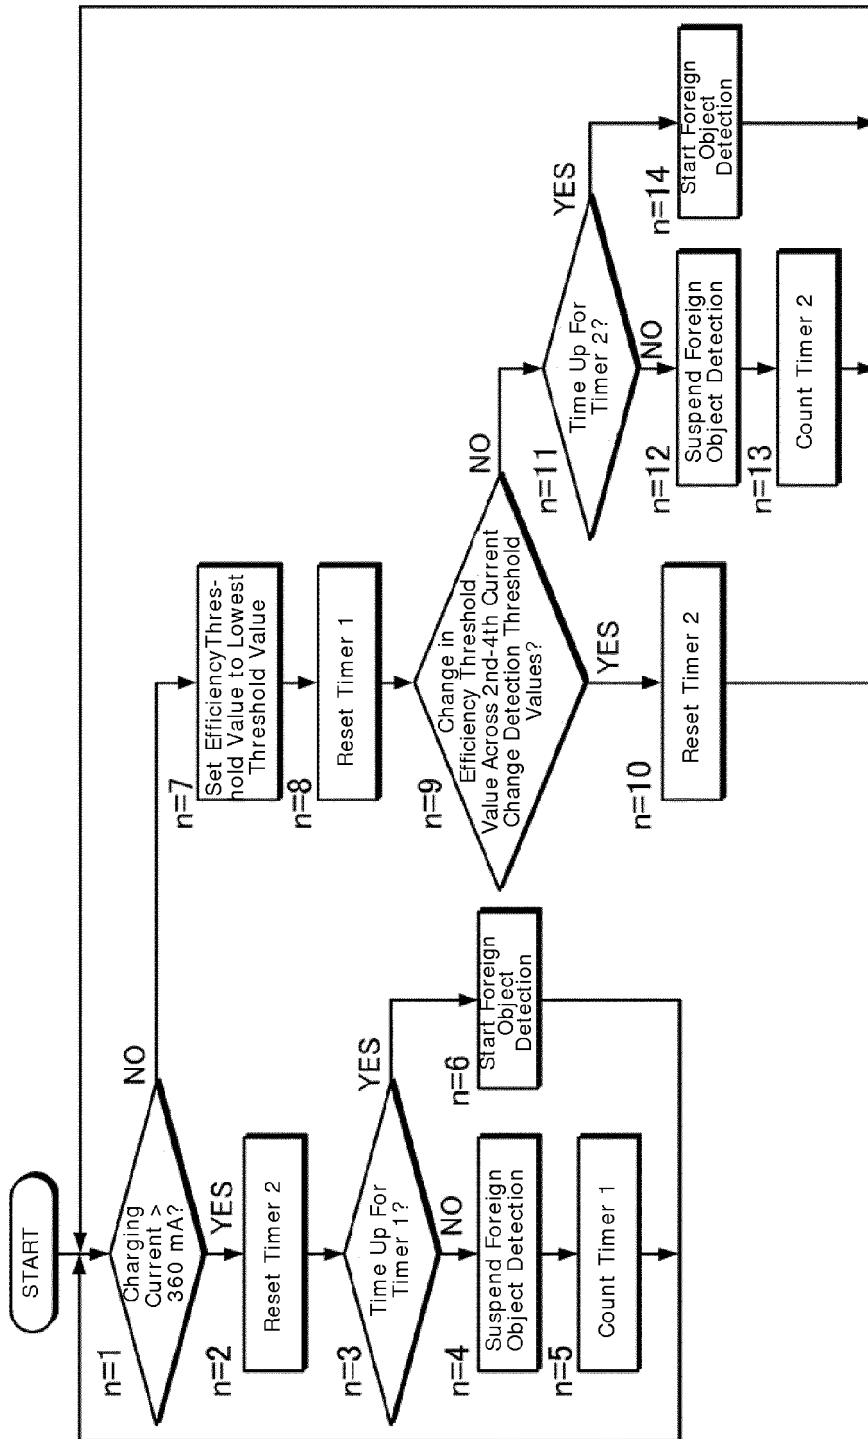 START
n=1
Charging
Current >
360 mA?
NO
YES
n=2
Reset Timer 2
n=3
Time Up For
Timer 1?
YES
NO
n=4
Suspend Foreign
Object Detection
n=5
Count Timer 1
n=6
Start Foreign
Object
Detection
n=7
Set EfficiencyThres-
hold Value to Lowest
Threshold Value
n=8
Reset Timer 1
n=9
Change in
Efficiency Threshold
Value Across 2nd-4th Current
Change Detection Threshold
Values?
NO
YES
n=10
Reset Timer 2
n=11
Time Up For
Timer 2?
YES
NO
n=12
Suspend Foreign
Object Detection
n=13
Count Timer 2
n=14
Start Foreign
Object
Detection